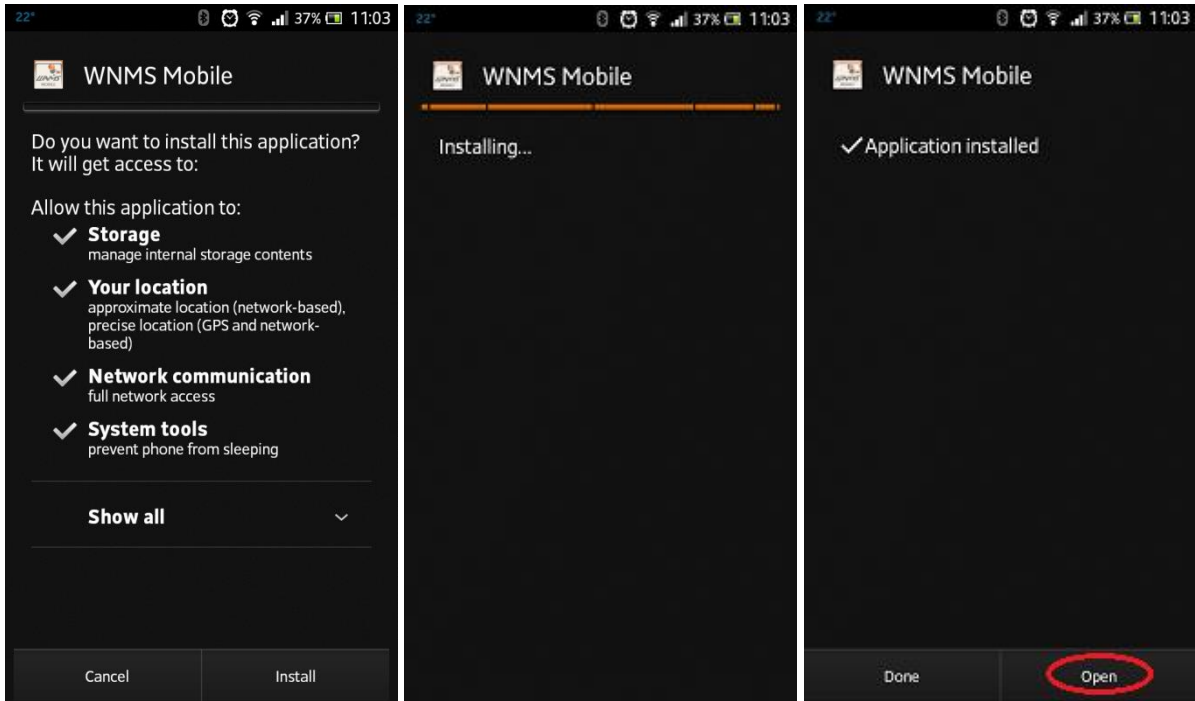 22° 37% 11:03
WNMS Mobile
Do you want to install this application?
It will get access to:
Allow this application to:
Storage
manage internal storage contents
Your location
approximate location (network-based),
precise location (GPS and network-
based)
Network communication
full network access
System tools
prevent phone from sleeping
Show all
Cancel Install
22° 37% 11:03
WNMS Mobile
Installing...
22° 37% 11:03
WNMS Mobile
Application installed
Done Open